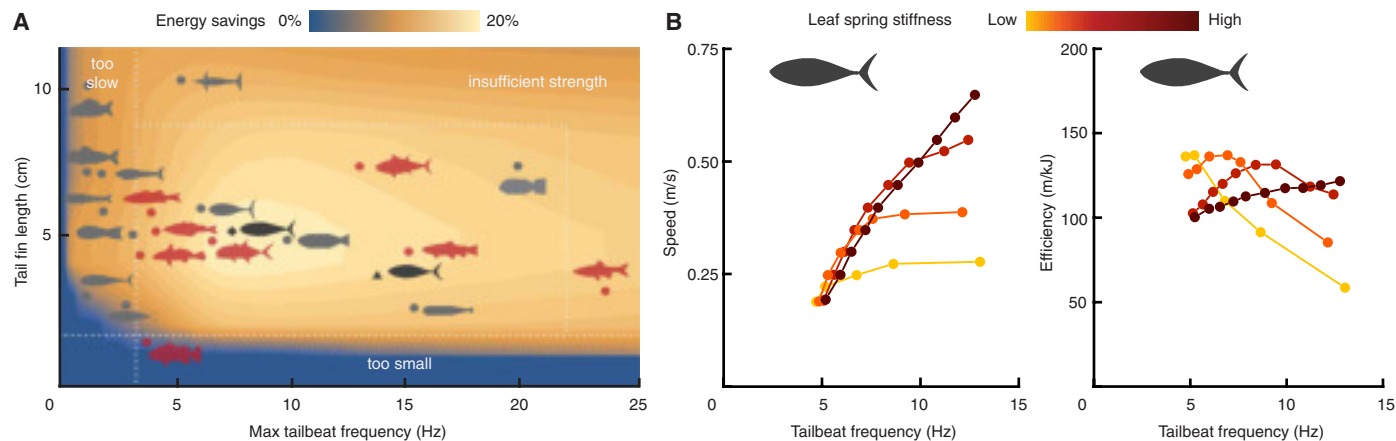 A
Energy savings 0% 20%
too
slow
insufficient strength
too small
10
5
0 5 10 15 20 25
Tail fin length (cm)
Max tailbeat frequency (Hz)
B
Leaf spring stiffness Low High
0.75
0.50
0.25
0 5 10 15
Speed (m/s)
Tailbeat frequency (Hz)
200
150
100
50
0 5 10 15
Efficiency (m/kJ)
Tailbeat frequency (Hz)